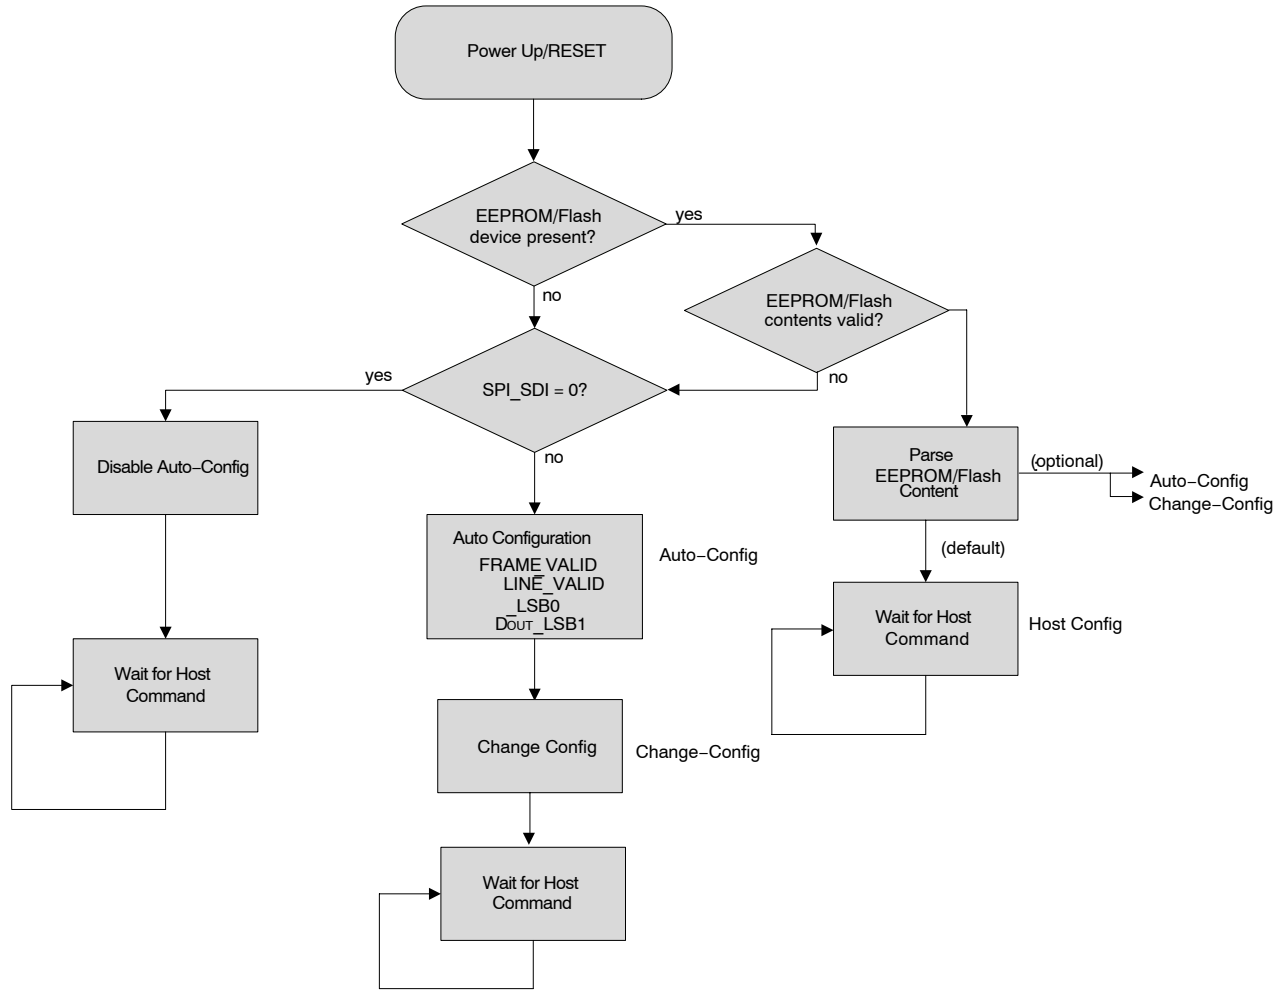 Power Up/RESET
EEPROM/Flash
device present?
yes
no
EEPROM/Flash
contents valid?
no
SPI_SDI = 0?
yes
no
Disable Auto−Config
Wait for Host
Command
Auto Configuration
FRAME_VALID
LINE_VALID
_LSB0
DOUT_LSB1
Auto−Config
Change Config
Change−Config
Wait for Host
Command
Parse
EEPROM/Flash
Content
(optional)
Auto−Config
Change−Config
(default)
Wait for Host
Command
Host Config